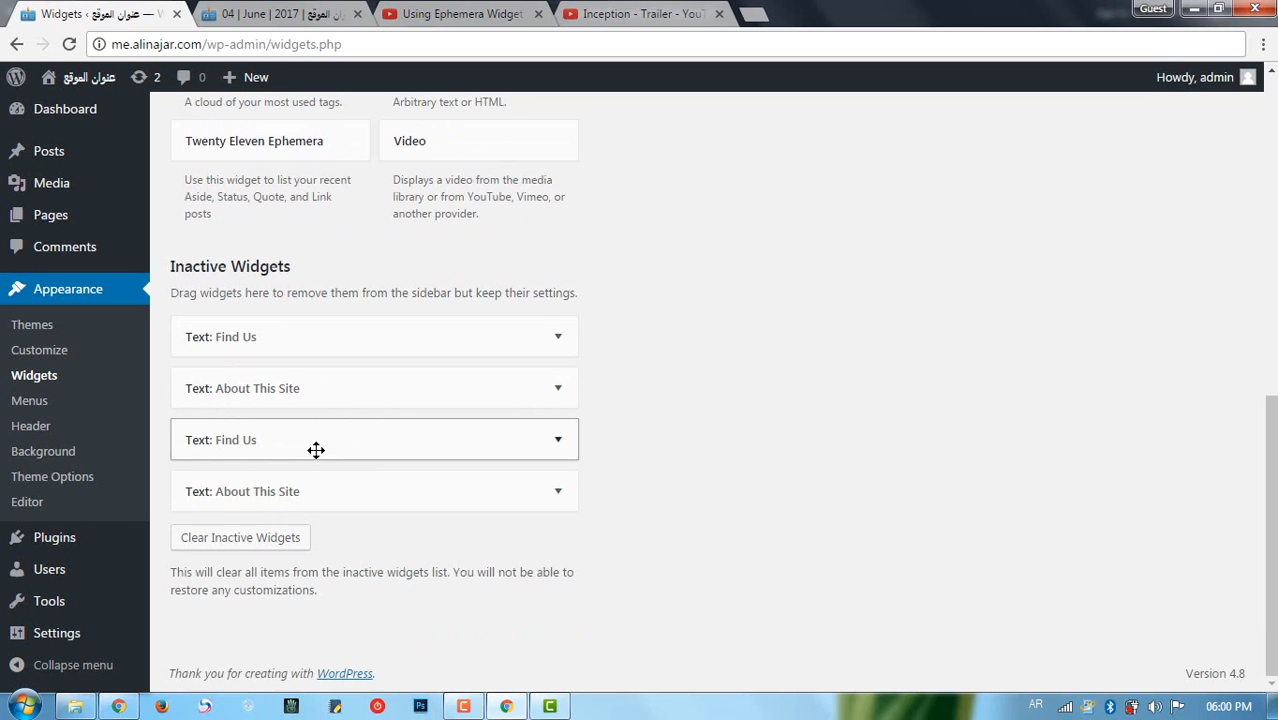 Widgets ‹ عنوان الموقع — W
04 | June | 2017 | عنوان الموقع
Using Ephemera Widget
Inception - Trailer - YouT
Guest
me.alinajar.com/wp-admin/widgets.php
عنوان الموقع
2
0
New
Howdy, admin
Dashboard
Posts
Media
Pages
Comments
Appearance
Themes
Customize
Widgets
Menus
Header
Background
Theme Options
Editor
Plugins
Users
Tools
Settings
Collapse menu
A cloud of your most used tags.
Arbitrary text or HTML.
Twenty Eleven Ephemera
Video
Use this widget to list your recent
Aside, Status, Quote, and Link
posts
Displays a video from the media
library or from YouTube, Vimeo, or
another provider.
Inactive Widgets
Drag widgets here to remove them from the sidebar but keep their settings.
Text: Find Us
Text: About This Site
Text: Find Us
Text: About This Site
Clear Inactive Widgets
This will clear all items from the inactive widgets list. You will not be able to
restore any customizations.
Thank you for creating with WordPress.
Version 4.8
Ps
AR
06:00 PM